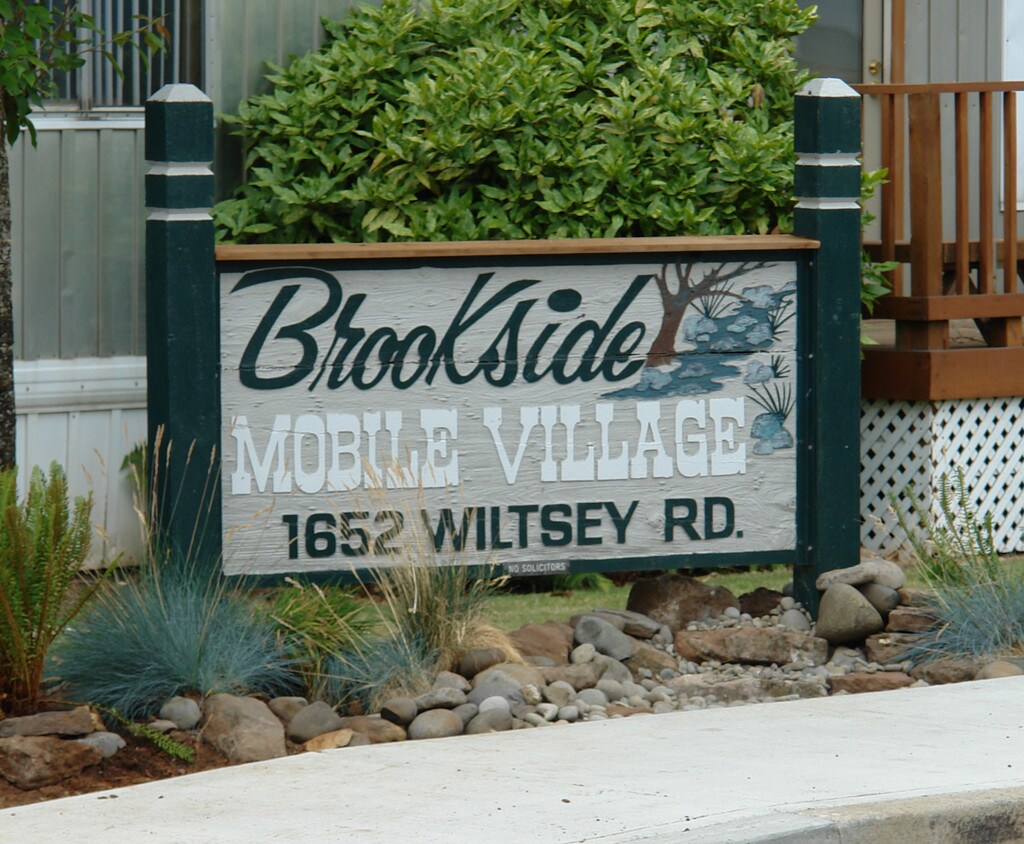 BrooKside
MOBILE VILLAGE
1652 WILTSEY RD.
NO SOLICITORS